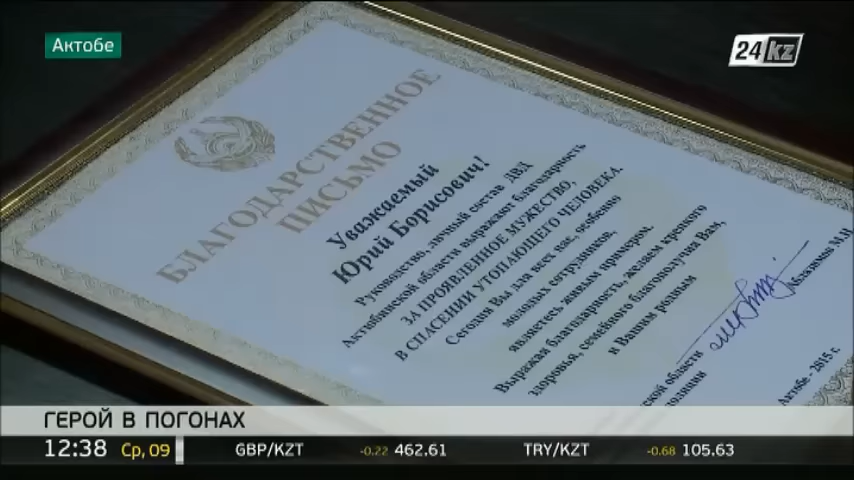 Актобе
24kz
БЛАГОДАРСТВЕННОЕ
ПИСЬМО
Уважаемый
Юрий Борисович!
Руководство, личный состав ДВД
Актюбинской области выражают благодарность
ЗА ПРОЯВЛЕННОЕ МУЖЕСТВО,
В СПАСЕНИИ УТОПАЮЩЕГО ЧЕЛОВЕКА.
Сегодня Вы для всех нас, особенно
молодых сотрудников,
являетесь живым примером.
Выражая благодарность, желаем крепкого
здоровья, семейного благополучия Вам,
и Вашим родным
ской области
М.Н.
Актобе - 2015 г.
ГЕРОЙ В ПОГОНАХ
12:38 Ср, 09 GBP/KZT -0.22 462.61 TRY/KZT -0.68 105.63